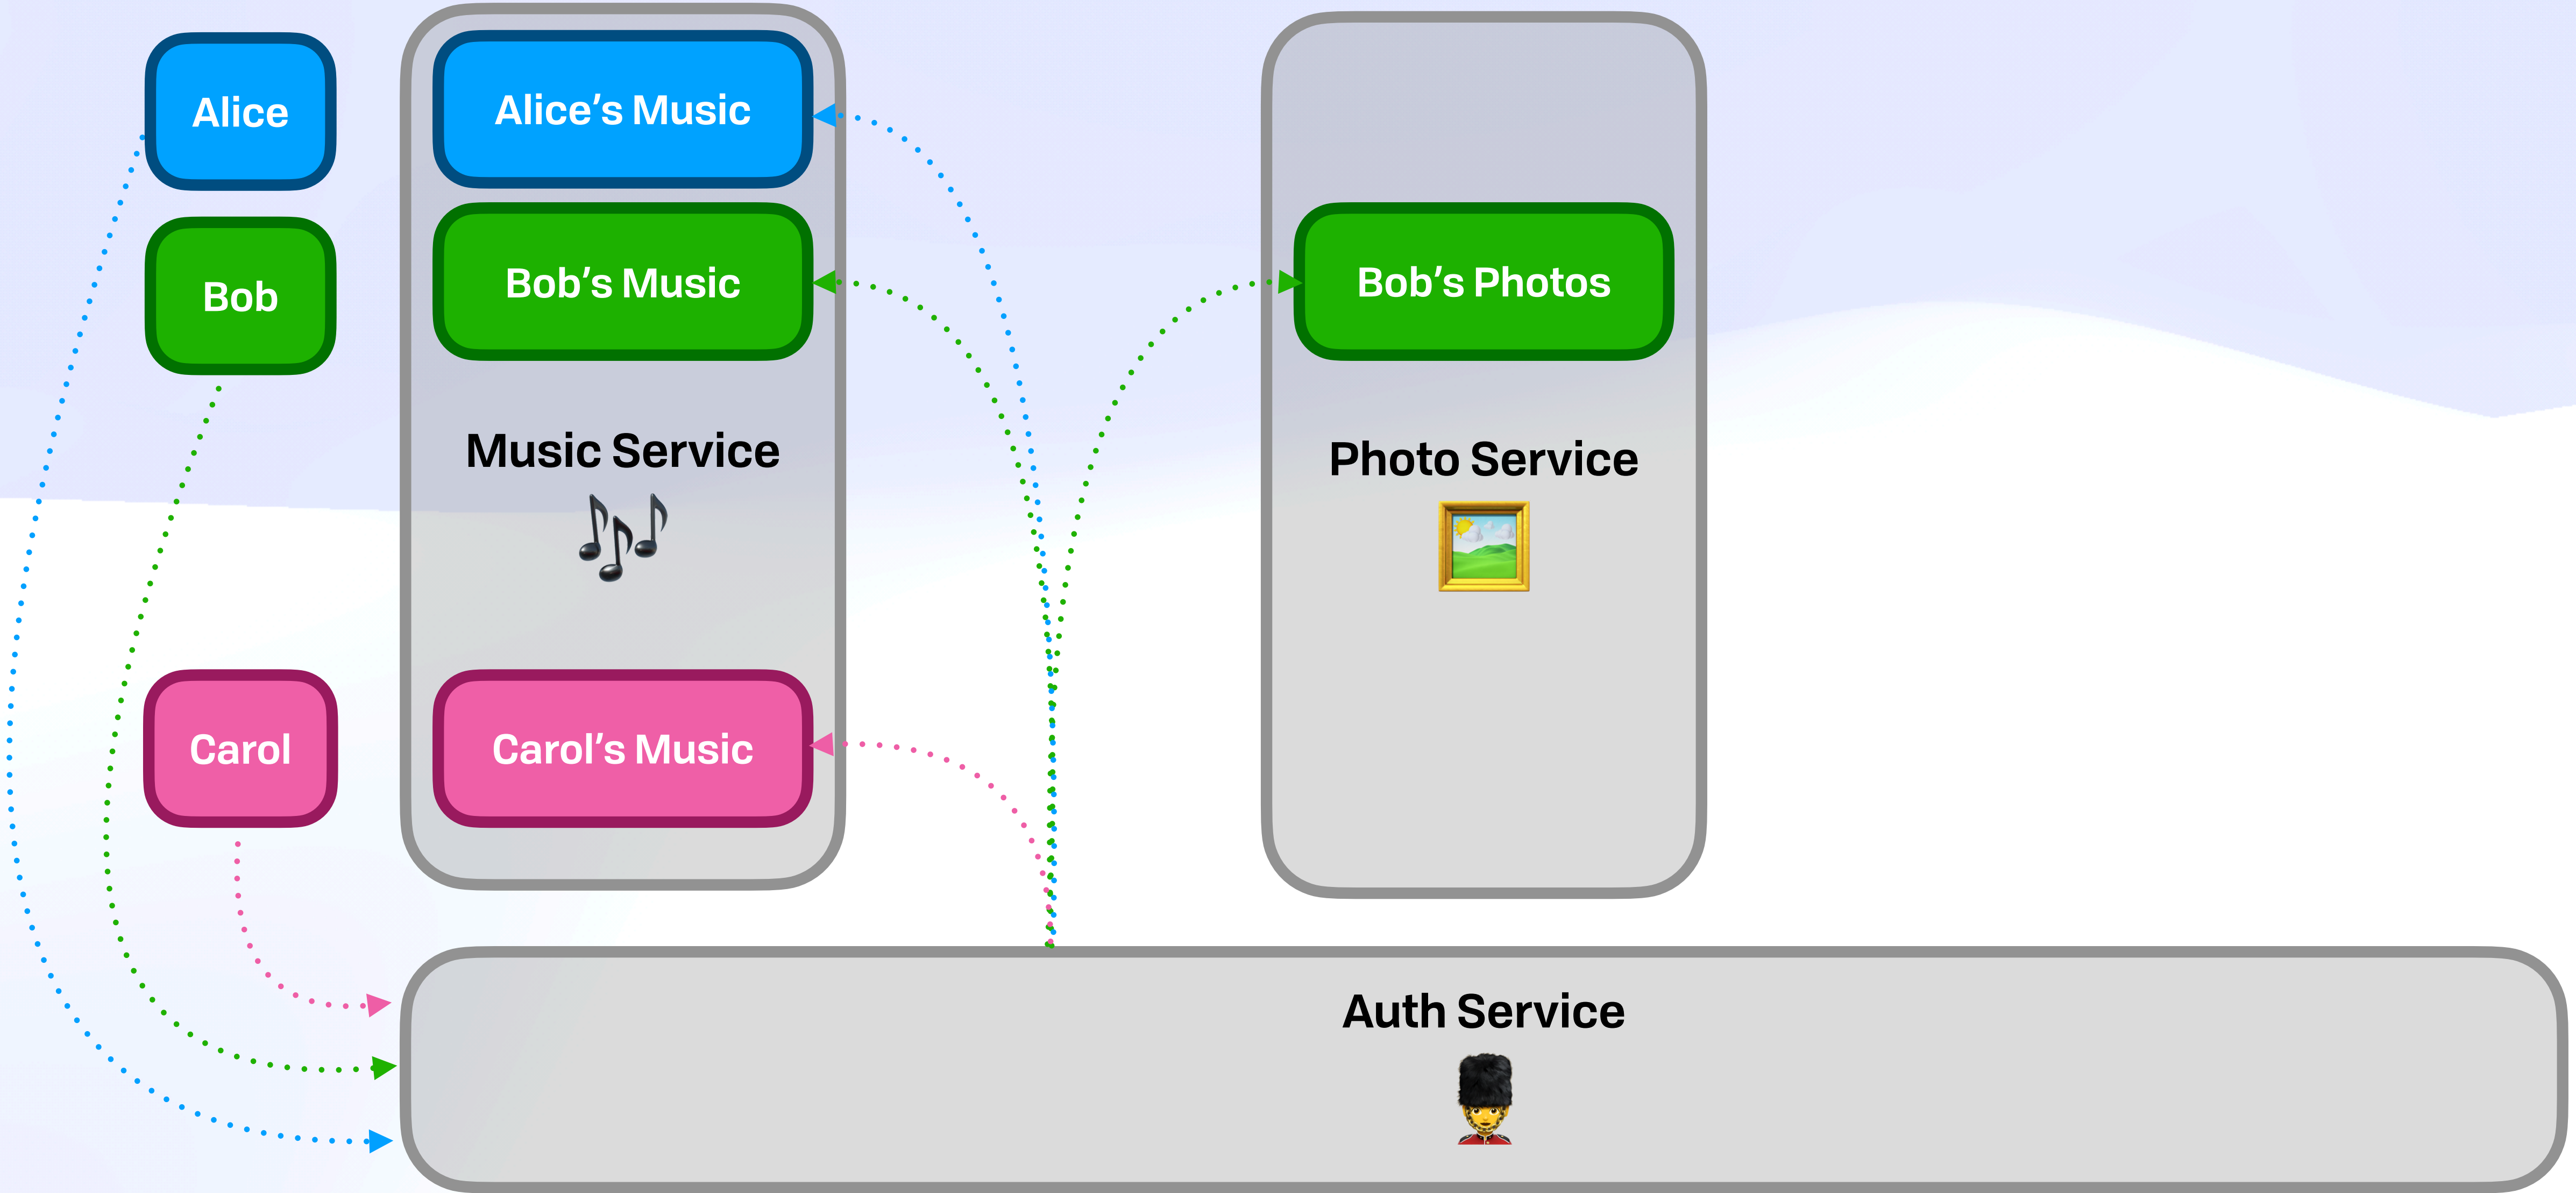 Alice
Alice’s Music
Bob
Bob’s Music
Bob’s Photos
Music Service
Photo Service
Carol
Carol’s Music
Auth Service